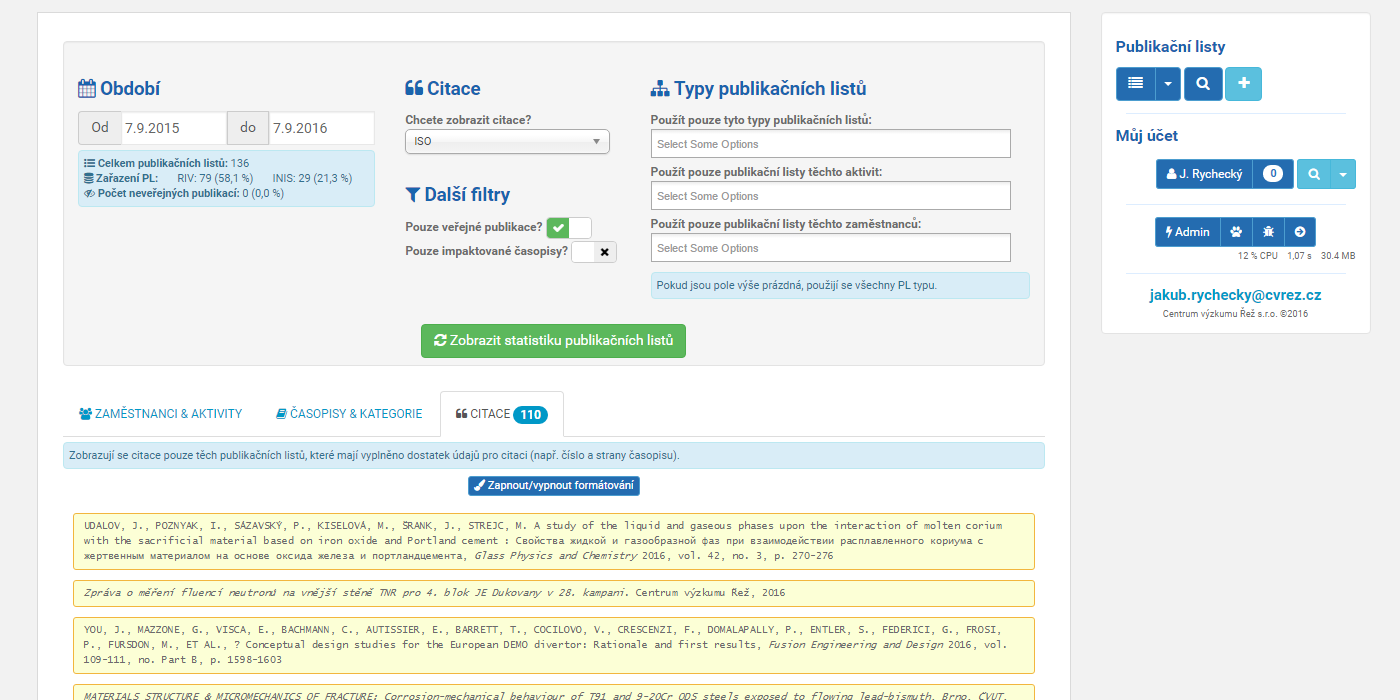 Období
Od 7.9.2015 do 7.9.2016
Celkem publikačních listů: 136
Zařazení PL: RIV: 79 (58,1 %) INIS: 29 (21,3 %)
Počet neveřejných publikací: 0 (0,0 %)
Citace
Chcete zobrazit citace?
ISO
Další filtry
Pouze veřejné publikace?
Pouze impaktované časopisy?
Typy publikačních listů
Použít pouze tyto typy publikačních listů:
Select Some Options
Použít pouze publikační listy těchto aktivit:
Select Some Options
Použít pouze publikační listy těchto zaměstnanců:
Select Some Options
Pokud jsou pole výše prázdná, použijí se všechny PL typu.
Zobrazit statistiku publikačních listů
ZAMĚSTNANCI & AKTIVITY
ČASOPISY & KATEGORIE
CITACE 110
Zobrazují se citace pouze těch publikačních listů, které mají vyplněno dostatek údajů pro citaci (např. číslo a strany časopisu).
Zapnout/vypnout formátování
UDALOV, J., POZNYAK, I., SÁZAVSKÝ, P., KISELOVÁ, M., ŠRANK, J., STREJC, M. A study of the liquid and gaseous phases upon the interaction of molten corium
with the sacrificial material based on iron oxide and Portland cement : Свойства жидкой и газообразной фаз при взаимодействии расплавленного кориума с
жертвенным материалом на основе оксида железа и портландцемента, Glass Physics and Chemistry 2016, vol. 42, no. 3, p. 270-276
Zpráva o měření fluencí neutronů na vnější stěně TNR pro 4. blok JE Dukovany v 28. kampani. Centrum výzkumu Řež, 2016
YOU, J., MAZZONE, G., VISCA, E., BACHMANN, C., AUTISSIER, E., BARRETT, T., COCILOVO, V., CRESCENZI, F., DOMALAPALLY, P., ENTLER, S., FEDERICI, G., FROSI,
P., FURSDON, M., ET AL., ? Conceptual design studies for the European DEMO divertor: Rationale and first results, Fusion Engineering and Design 2016, vol.
109-111, no. Part B, p. 1598-1603
MATERIALS STRUCTURE & MICROMECHANICS OF FRACTURE: Corrosion-mechanical behaviour of T91 and 9-20Cr ODS steels exposed to flowing lead-bismuth. Brno, ČVUT,
Publikační listy
Můj účet
J. Rychecký 0
Admin
12 % CPU 1,07 s 30.4 MB
jakub.rychecky@cvrez.cz
Centrum výzkumu Řež s.r.o. ©2016